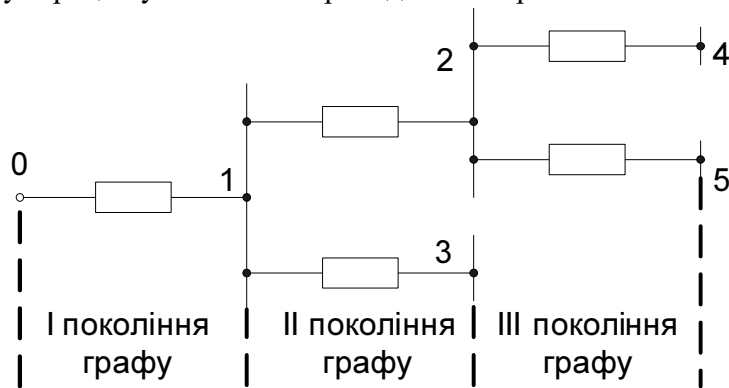 2
4
0
1
5
3
I покоління
графу
II покоління
графу
III покоління
графу